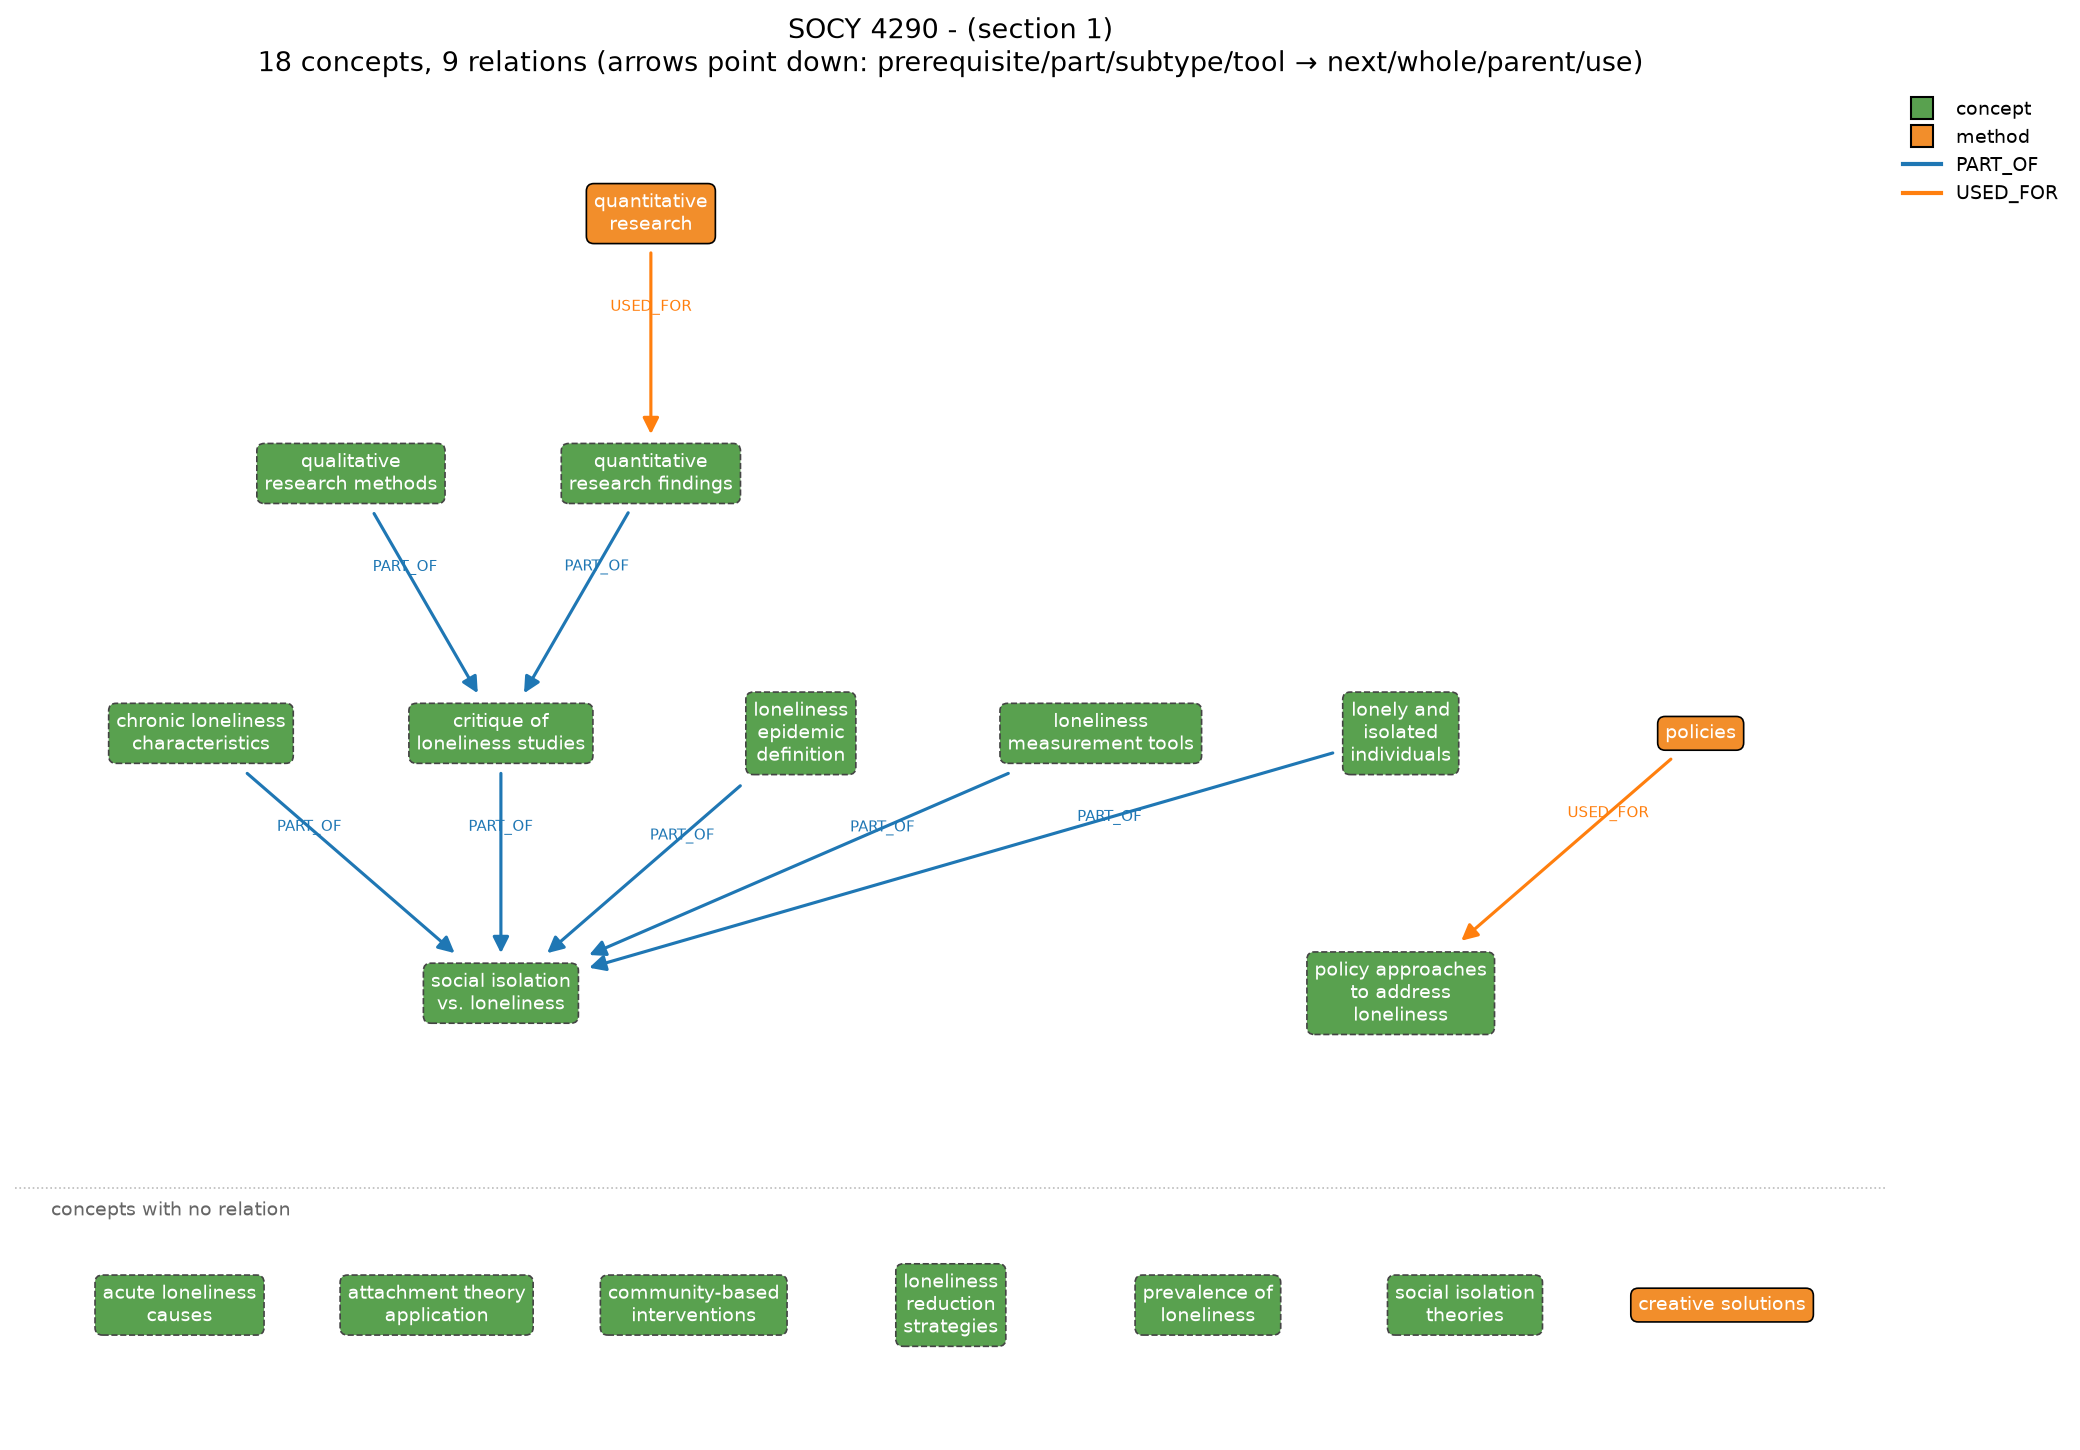 SOCY 4290 - (section 1)
18 concepts, 9 relations (arrows point down: prerequisite/part/subtype/tool → next/whole/parent/use)
concept
method
PART_OF
USED_FOR
quantitative
research
USED_FOR
qualitative
research methods
quantitative
research findings
PART_OF
PART_OF
chronic loneliness
characteristics
critique of
loneliness studies
loneliness
epidemic
definition
loneliness
measurement tools
lonely and
isolated
individuals
policies
PART_OF
PART_OF
PART_OF
PART_OF
PART_OF
USED_FOR
social isolation
vs. loneliness
policy approaches
to address
loneliness
concepts with no relation
acute loneliness
causes
attachment theory
application
community-based
interventions
loneliness
reduction
strategies
prevalence of
loneliness
social isolation
theories
creative solutions